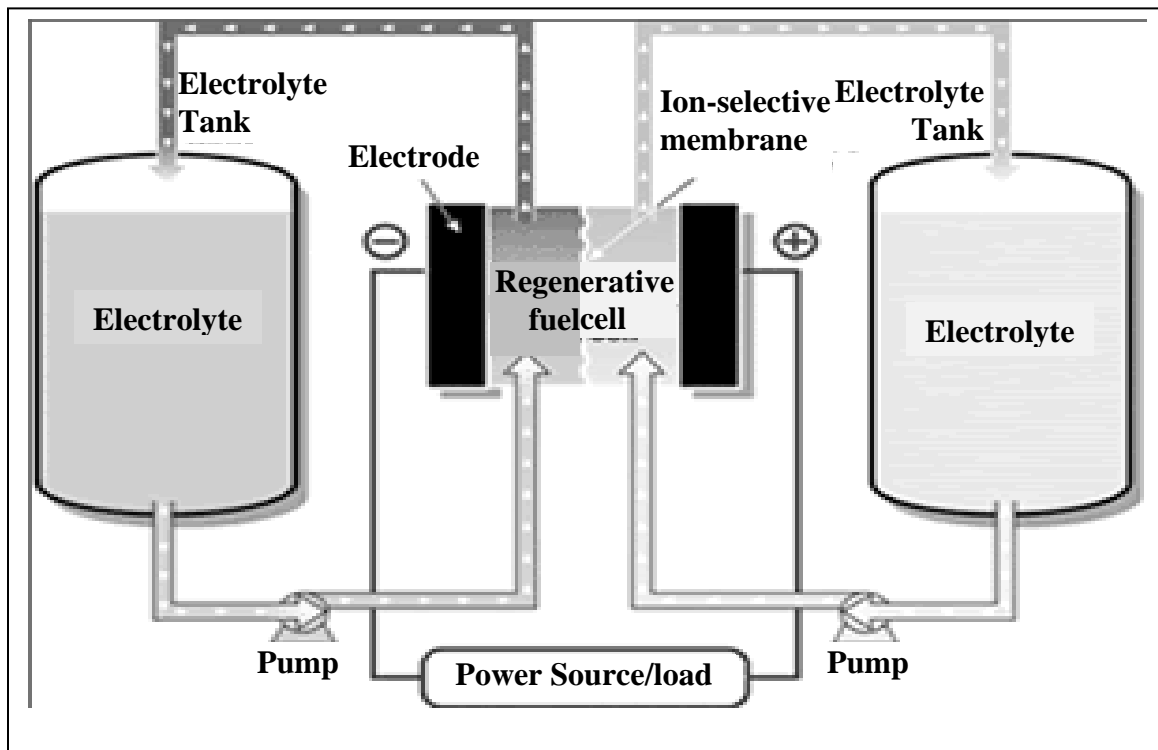 Electrolyte
Tank
Electrode
Ion-selective
membrane
Electrolyte
Tank
−
+
Electrolyte
Regenerative
fuelcell
Electrolyte
Pump
Power Source/load
Pump